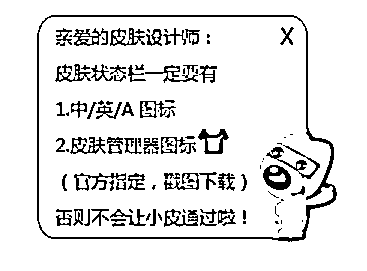 亲爱的皮肤设计师： X
皮肤状态栏一定要有
1.中/英/A 图标
2.皮肤管理器图标
（官方指定，截图下载）
否则不会让小皮通过啦！